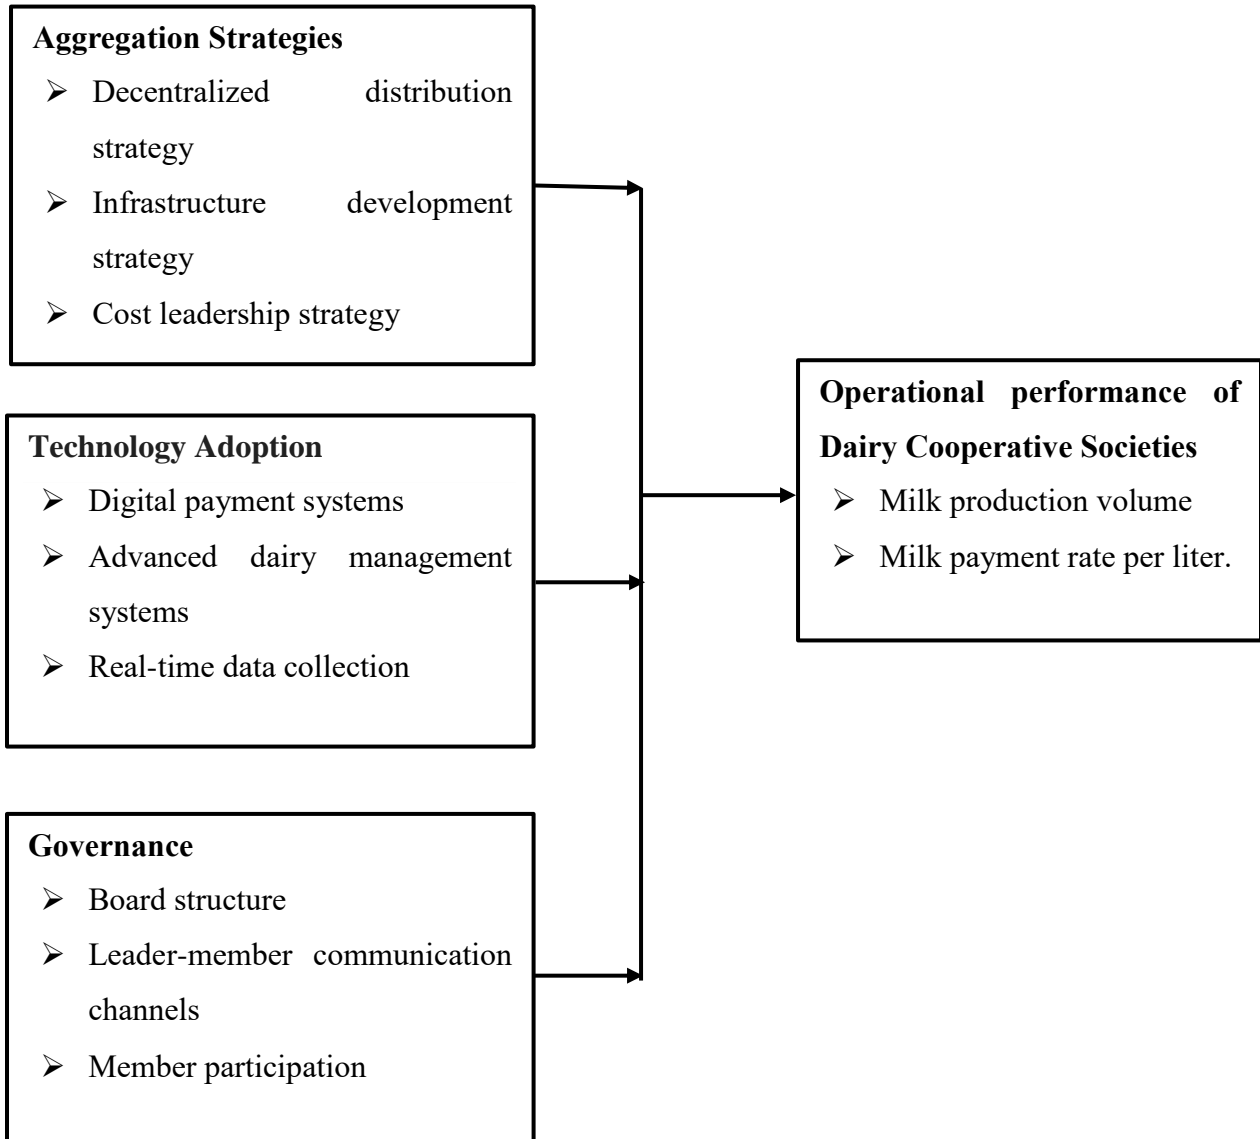 Aggregation Strategies
➢ Decentralized distribution
strategy
➢ Infrastructure development
strategy
➢ Cost leadership strategy
Technology Adoption
➢ Digital payment systems
➢ Advanced dairy management
systems
➢ Real-time data collection
Governance
➢ Board structure
➢ Leader-member communication
channels
➢ Member participation
Operational performance of
Dairy Cooperative Societies
➢ Milk production volume
➢ Milk payment rate per liter.